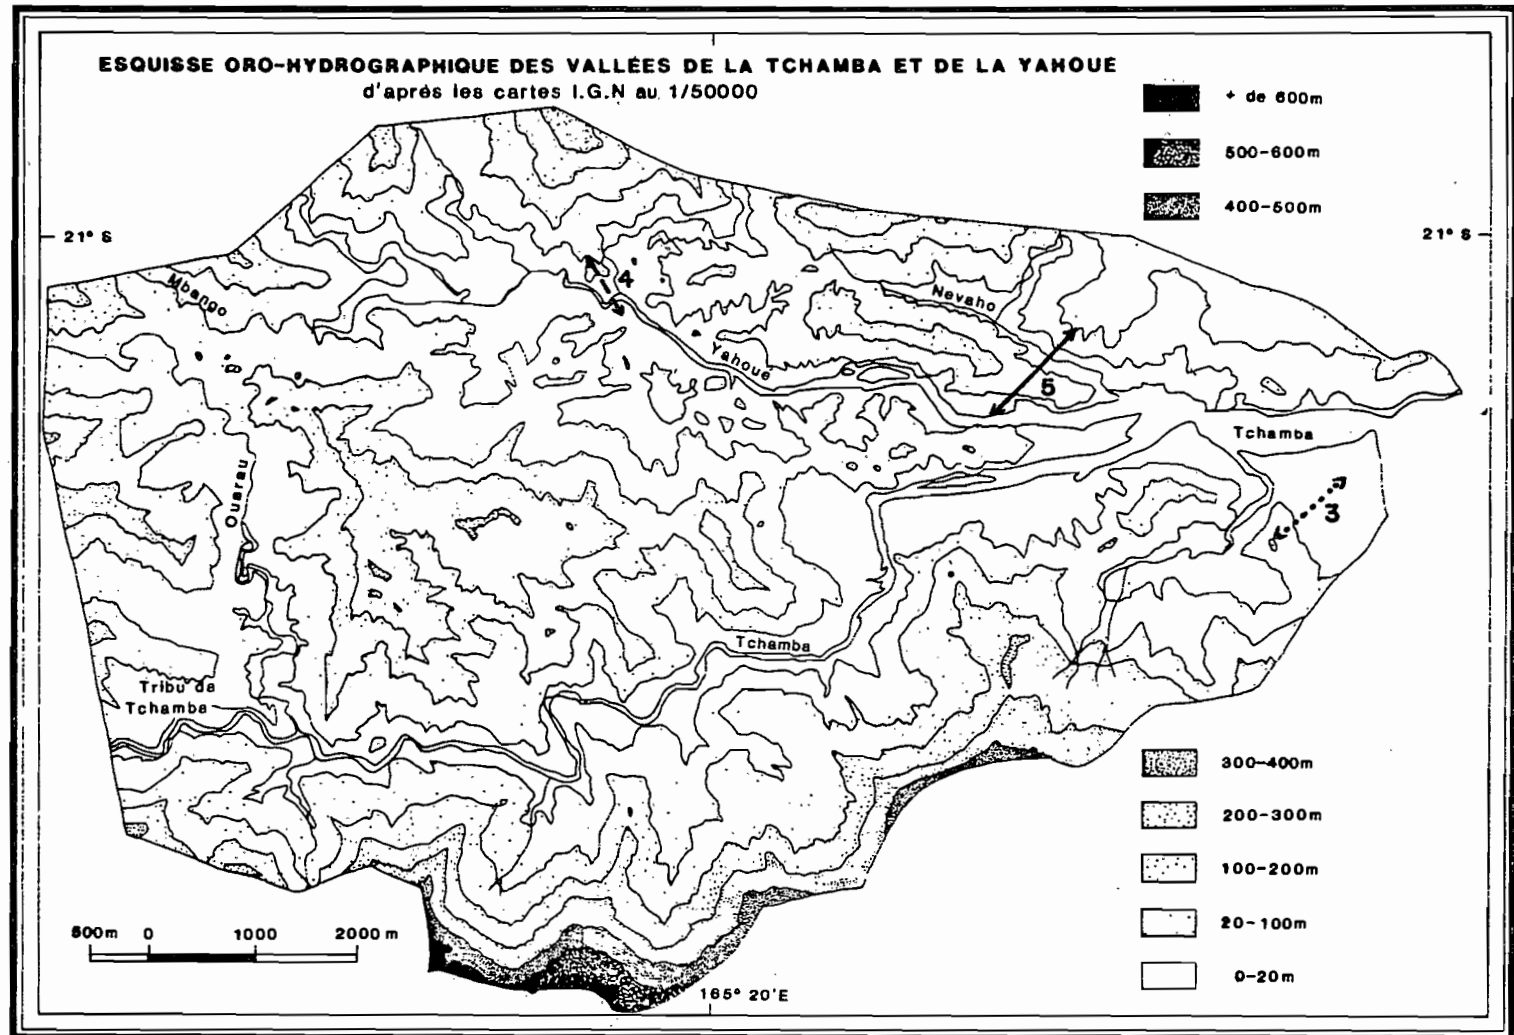 ESQUISSE ORO-HYDROGRAPHIQUE DES VALLÉES DE LA TCHAMBA ET DE LA YAHOUÉ
d'aprés les cartes I.G.N au 1/50000
+ de 600m
500-600m
400-500m
21° S
21° S
Mbango
4
Nevaho
Yahoue
5
Tchamba
Ouarau
3
Tchamba
Tribu de
Tchamba
300-400m
200-300m
100-200m
20-100m
0-20m
500m 0 1000 2000 m
165° 20'E